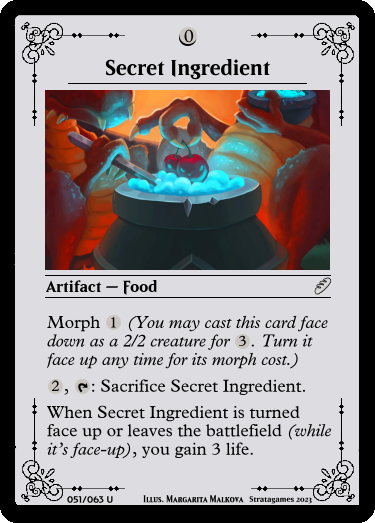 0
Secret Ingredient
Artifact — Food
Morph 1 (You may cast this card face
down as a 2/2 creature for 3. Turn it
face up any time for its morph cost.)
2, : Sacrifice Secret Ingredient.
When Secret Ingredient is turned
face up or leaves the battlefield (while
it's face-up), you gain 3 life.
051/063 U Illus. Margarita Malkova Stratagames 2023